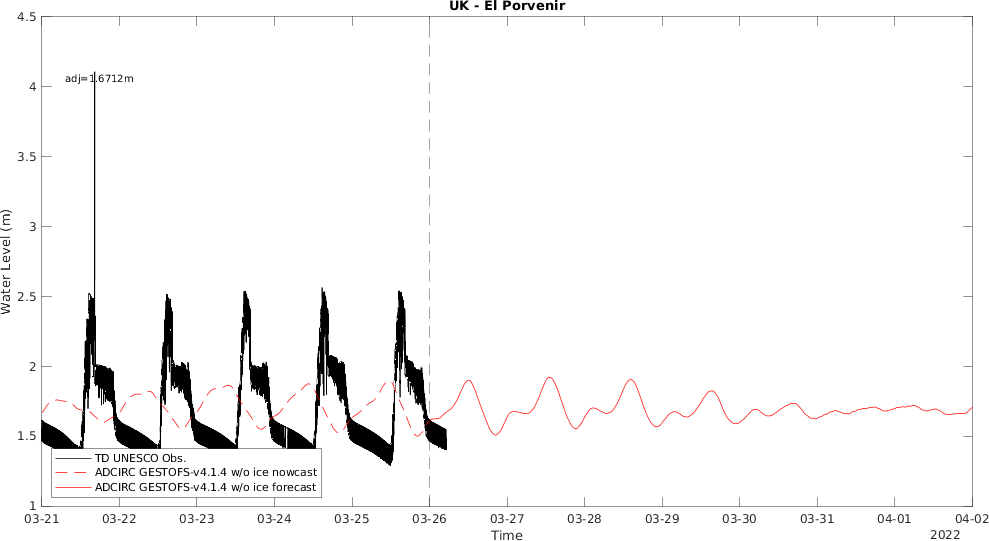 UK - El Porvenir
4.5
4
3.5
3
2.5
2
1.5
1
Water Level (m)
adj=1.6712m
TD UNESCO Obs.
ADCIRC GESTOFS-v4.1.4 w/o ice nowcast
ADCIRC GESTOFS-v4.1.4 w/o ice forecast
03-21 03-22 03-23 03-24 03-25 03-26 03-27 03-28 03-29 03-30 03-31 04-01 04-02
Time
2022